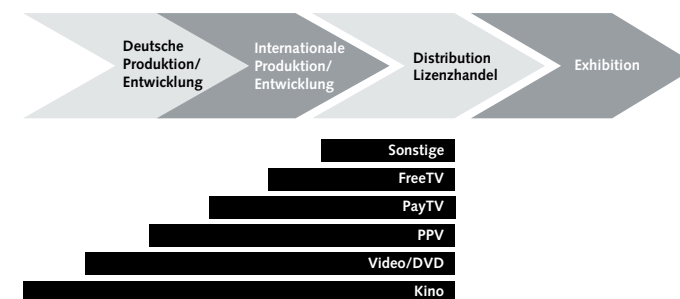 Deutsche
Produktion/
Entwicklung
Internationale
Produktion/
Entwicklung
Distribution
Lizenzhandel
Exhibition
Sonstige
FreeTV
PayTV
PPV
Video/DVD
Kino